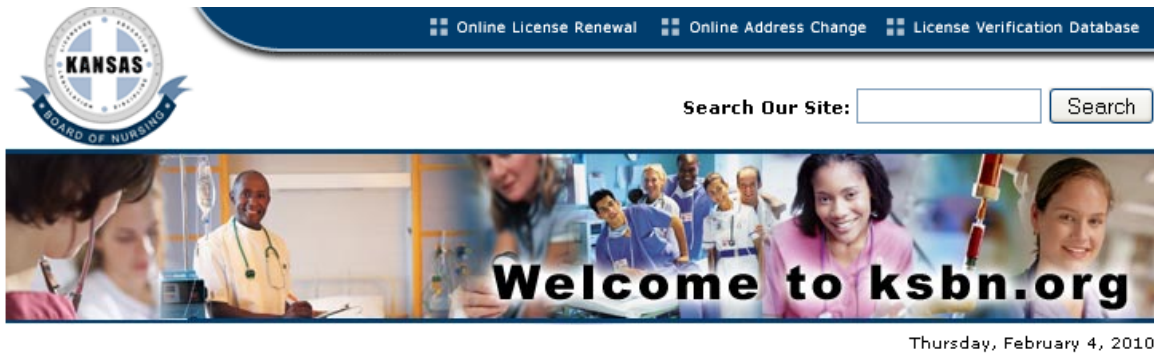 Online License Renewal Online Address Change License Verification Database
KANSAS
BOARD OF NURSING
Search Our Site: Search
Welcome to ksbn.org
Thursday, February 4, 2010